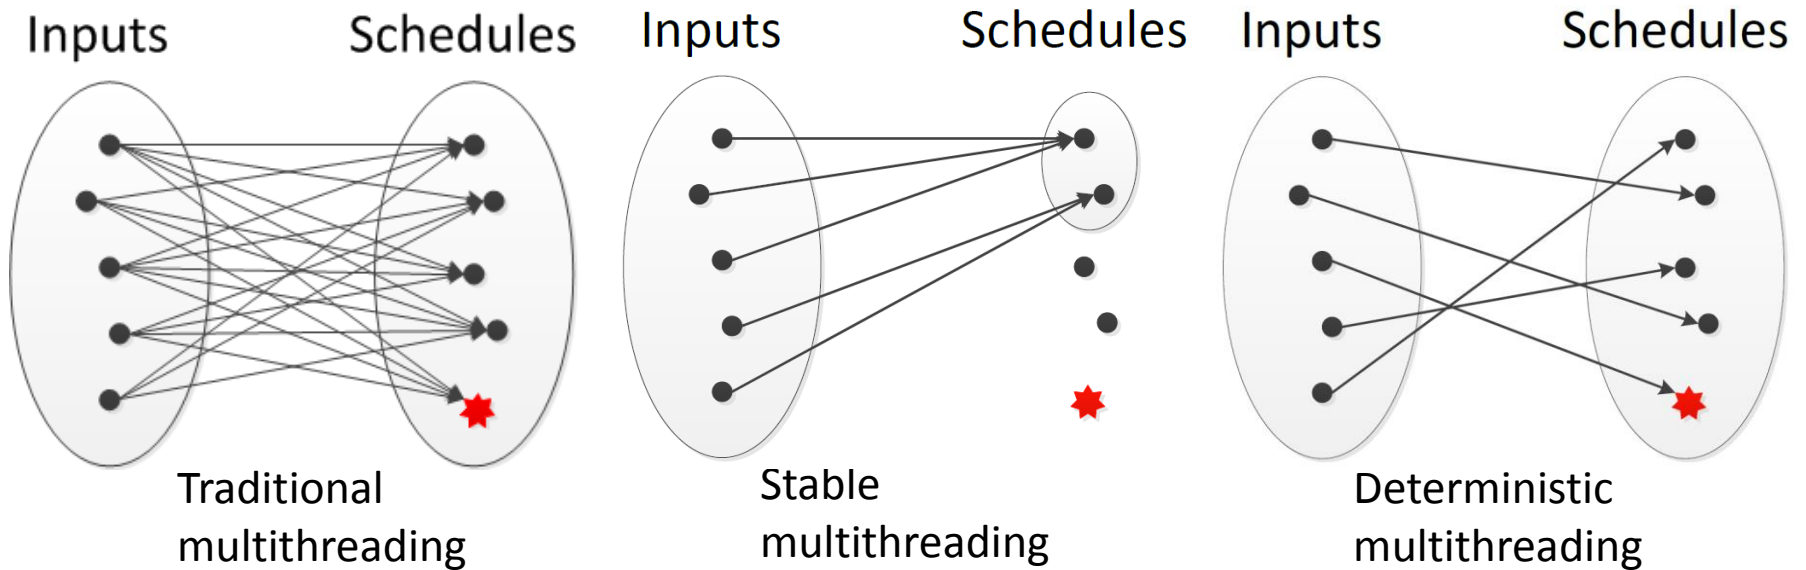 Inputs Schedules
Inputs Schedules
Inputs Schedules
Traditional
multithreading
Stable
multithreading
Deterministic
multithreading